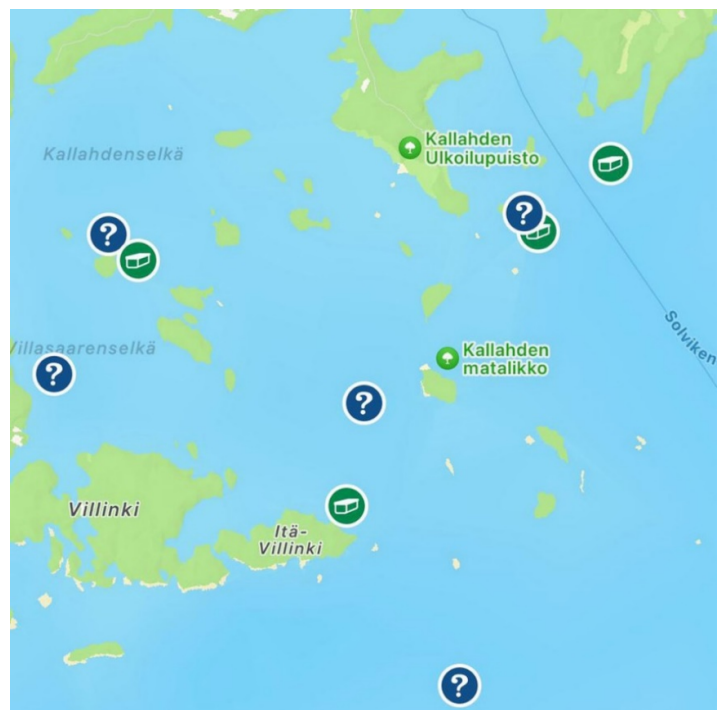 Kallahden
Ulkoilupuisto
Kallahdenselkä
?
?
Solviken
Villasaarenselkä
Kallahden
matalikko
?
?
Villinki
Itä-
Villinki
?